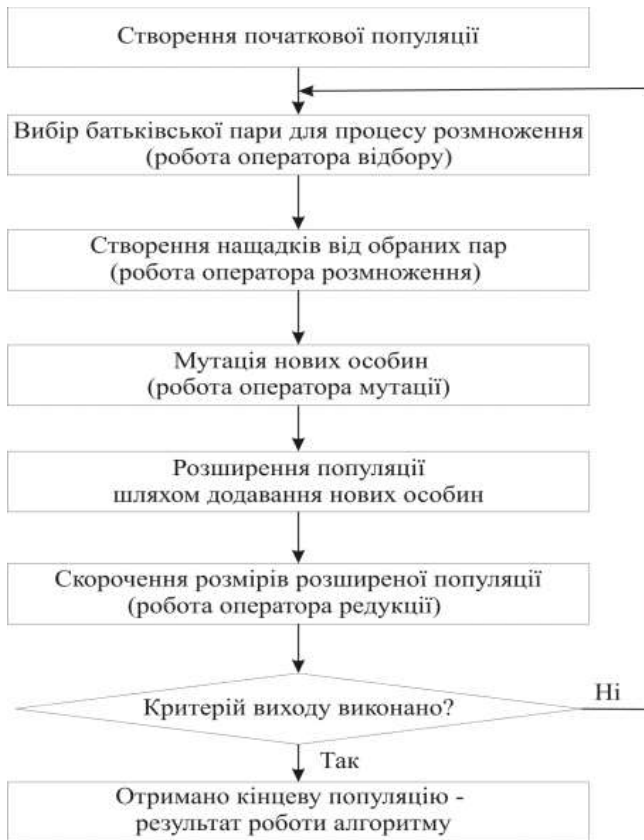 Створення початкової популяції
Вибір батьківської пари для процесу розмноження
(робота оператора відбору)
Створення нащадків від обраних пар
(робота оператора розмноження)
Мутація нових особин
(робота оператора мутації)
Розширення популяції
шляхом додавання нових особин
Скорочення розмірів розширеної популяції
(робота оператора редукції)
Критерій виходу виконано?
Ні
Так
Отримано кінцеву популяцію -
результат роботи алгоритму